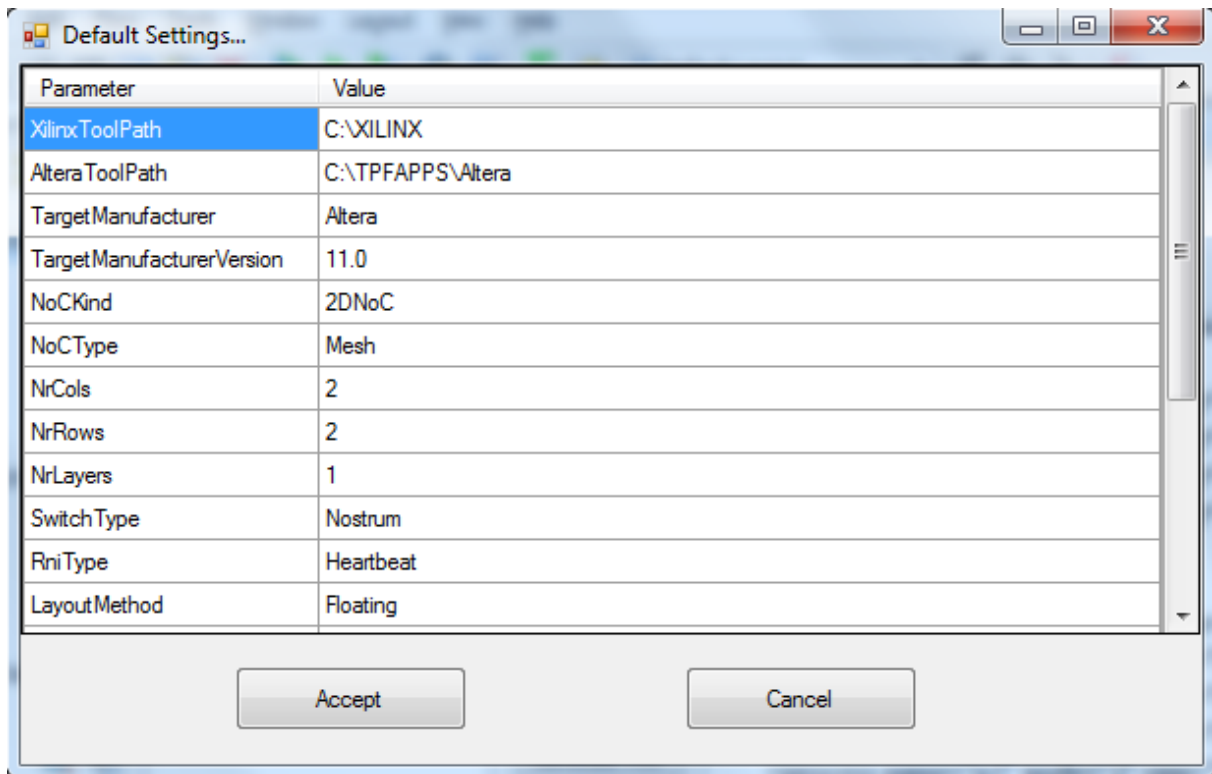 Default Settings...
Parameter Value
XilinxToolPath C:\XILINX
AlteraToolPath C:\TPFAPPS\Altera
TargetManufacturer Altera
TargetManufacturerVersion 11.0
NoCKind 2DNoC
NoCType Mesh
NrCols 2
NrRows 2
NrLayers 1
SwitchType Nostrum
RniType Heartbeat
LayoutMethod Floating
Accept Cancel